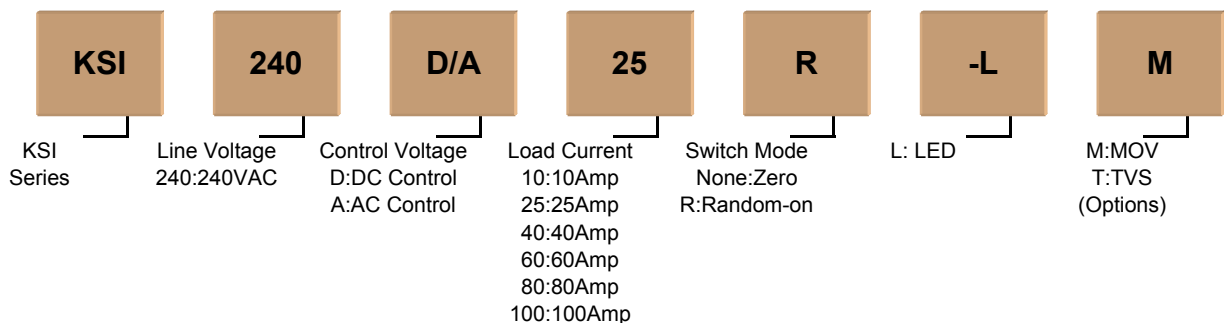 KSI 240 D/A 25 R -L M
KSI
Series
Line Voltage
240:240VAC
Control Voltage
D:DC Control
A:AC Control
Load Current
10:10Amp
25:25Amp
40:40Amp
60:60Amp
80:80Amp
100:100Amp
Switch Mode
None:Zero
R:Random-on
L: LED
M:MOV
T:TVS
(Options)